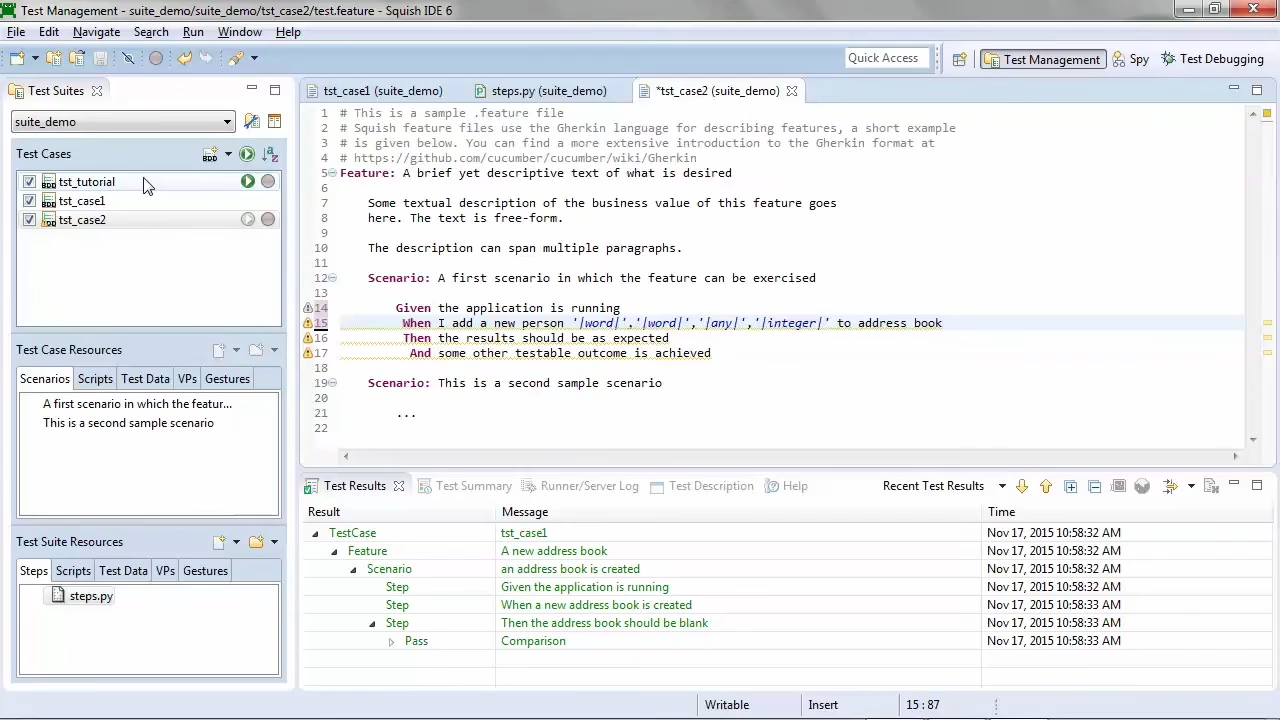 Test Management - suite_demo/suite_demo/tst_case2/test.feature - Squish IDE 6
File Edit Navigate Search Run Window Help
Quick Access Test Management Spy Test Debugging
Test Suites
suite_demo
Test Cases
tst_tutorial
tst_case1
tst_case2
Test Case Resources
Scenarios Scripts Test Data VPs Gestures
A first scenario in which the featur...
This is a second sample scenario
Test Suite Resources
Steps Scripts Test Data VPs Gestures
steps.py
tst_case1 (suite_demo) steps.py (suite_demo) *tst_case2 (suite_demo)
1 # This is a sample .feature file
2 # Squish feature files use the Gherkin language for describing features, a short example
3 # is given below. You can find a more extensive introduction to the Gherkin format at
4 # https://github.com/cucumber/cucumber/wiki/Gherkin
5 Feature: A brief yet descriptive text of what is desired
6
7 Some textual description of the business value of this feature goes
8 here. The text is free-form.
9
10 The description can span multiple paragraphs.
11
12 Scenario: A first scenario in which the feature can be exercised
13
14 Given the application is running
15 When I add a new person '|word|','|word|','|any|','|integer|' to address book
16 Then the results should be as expected
17 And some other testable outcome is achieved
18
19 Scenario: This is a second sample scenario
20
21 ...
22
Test Results Test Summary Runner/Server Log Test Description Help Recent Test Results
Result Message Time
TestCase tst_case1 Nov 17, 2015 10:58:32 AM
Feature A new address book Nov 17, 2015 10:58:32 AM
Scenario an address book is created Nov 17, 2015 10:58:32 AM
Step Given the application is running Nov 17, 2015 10:58:32 AM
Step When a new address book is created Nov 17, 2015 10:58:33 AM
Step Then the address book should be blank Nov 17, 2015 10:58:33 AM
Pass Comparison Nov 17, 2015 10:58:33 AM
Writable Insert 15 : 87